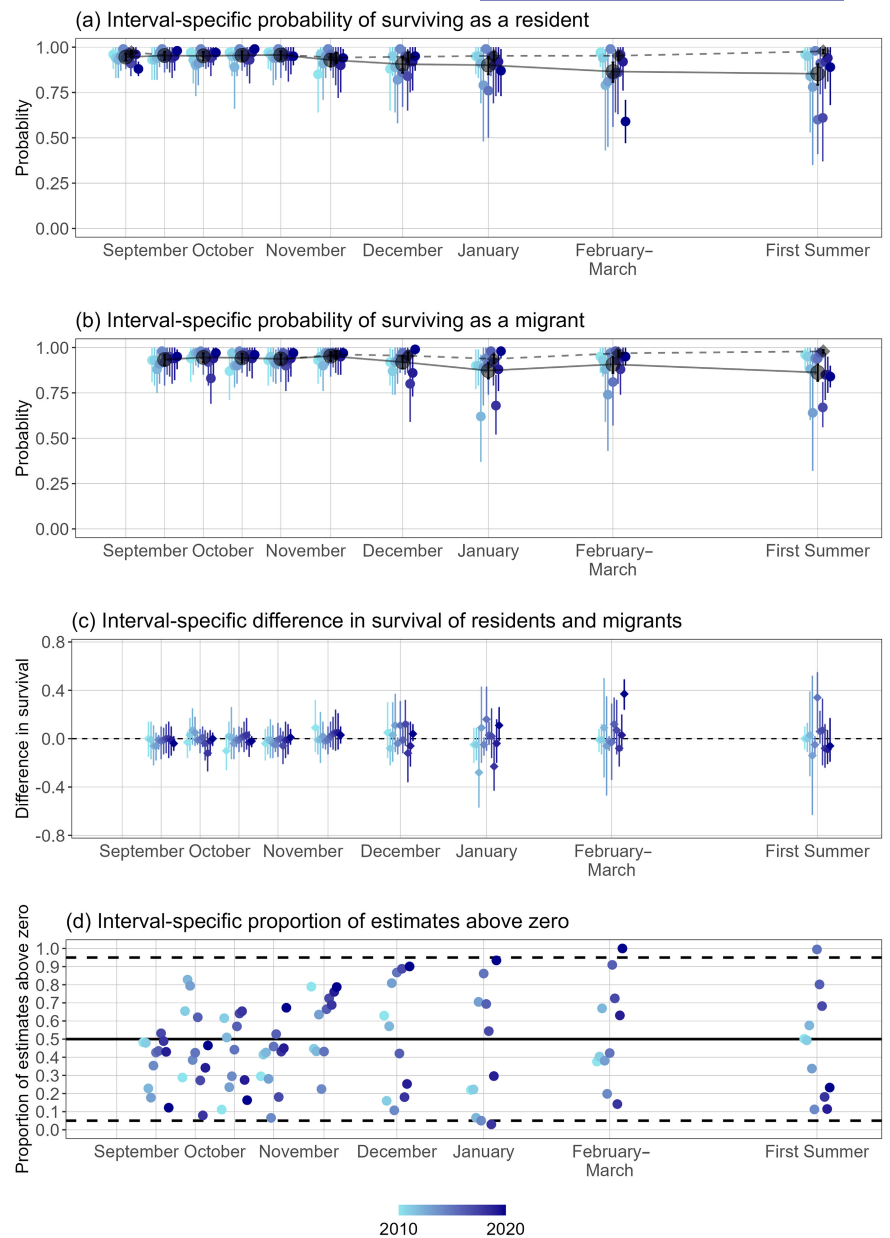 (a) Interval-specific probability of surviving as a resident
Probablity
1.00
0.75
0.50
0.25
0.00
September October November December January February– First Summer
March
(b) Interval-specific probability of surviving as a migrant
Probablity
1.00
0.75
0.50
0.25
0.00
September October November December January February– First Summer
March
(c) Interval-specific difference in survival of residents and migrants
Difference in survival
0.8
0.4
0.0
-0.4
-0.8
September October November December January February– First Summer
March
(d) Interval-specific proportion of estimates above zero
Proportion of estimates above zero
1.0
0.9
0.8
0.7
0.6
0.5
0.4
0.3
0.2
0.1
0.0
September October November December January February– First Summer
March
2010 2020